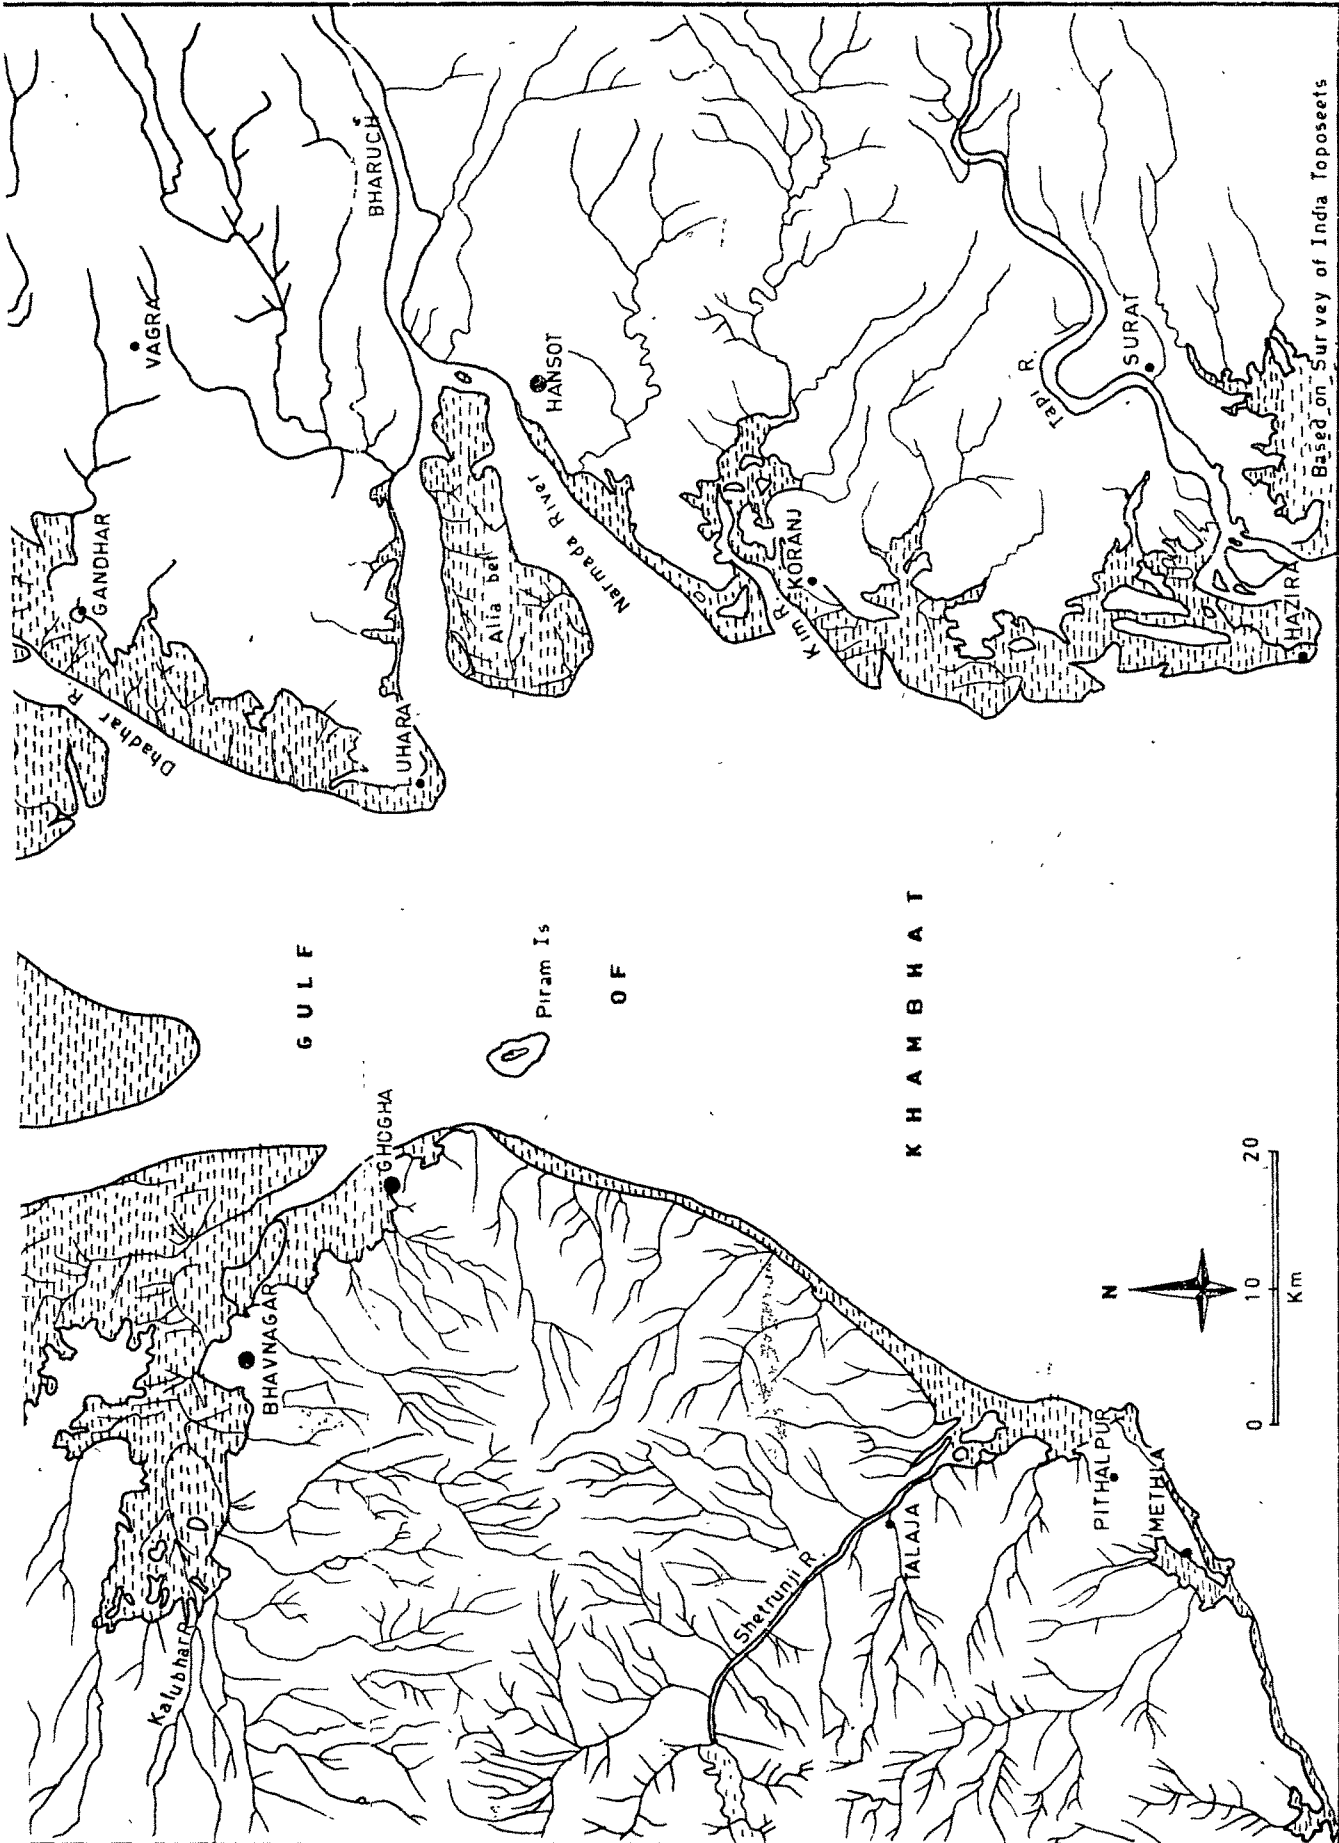 VAGRA
BHARUCH
GANDHAR
Dhadhar R.
LUHARA
Alia bet
HANSOT
Narmada River
Kim R.
KORANJ
Tapi R.
SURAT
HAZIRA
GULF
OF
KHAMBHAT
Piram Is
GHOGHA
BHAVNAGAR
Kalubhar R.
Shetrunji R.
TALAJA
PITHALPUR
METHLA
N
0 10 20
Km
Based on Survey of India Toposeets